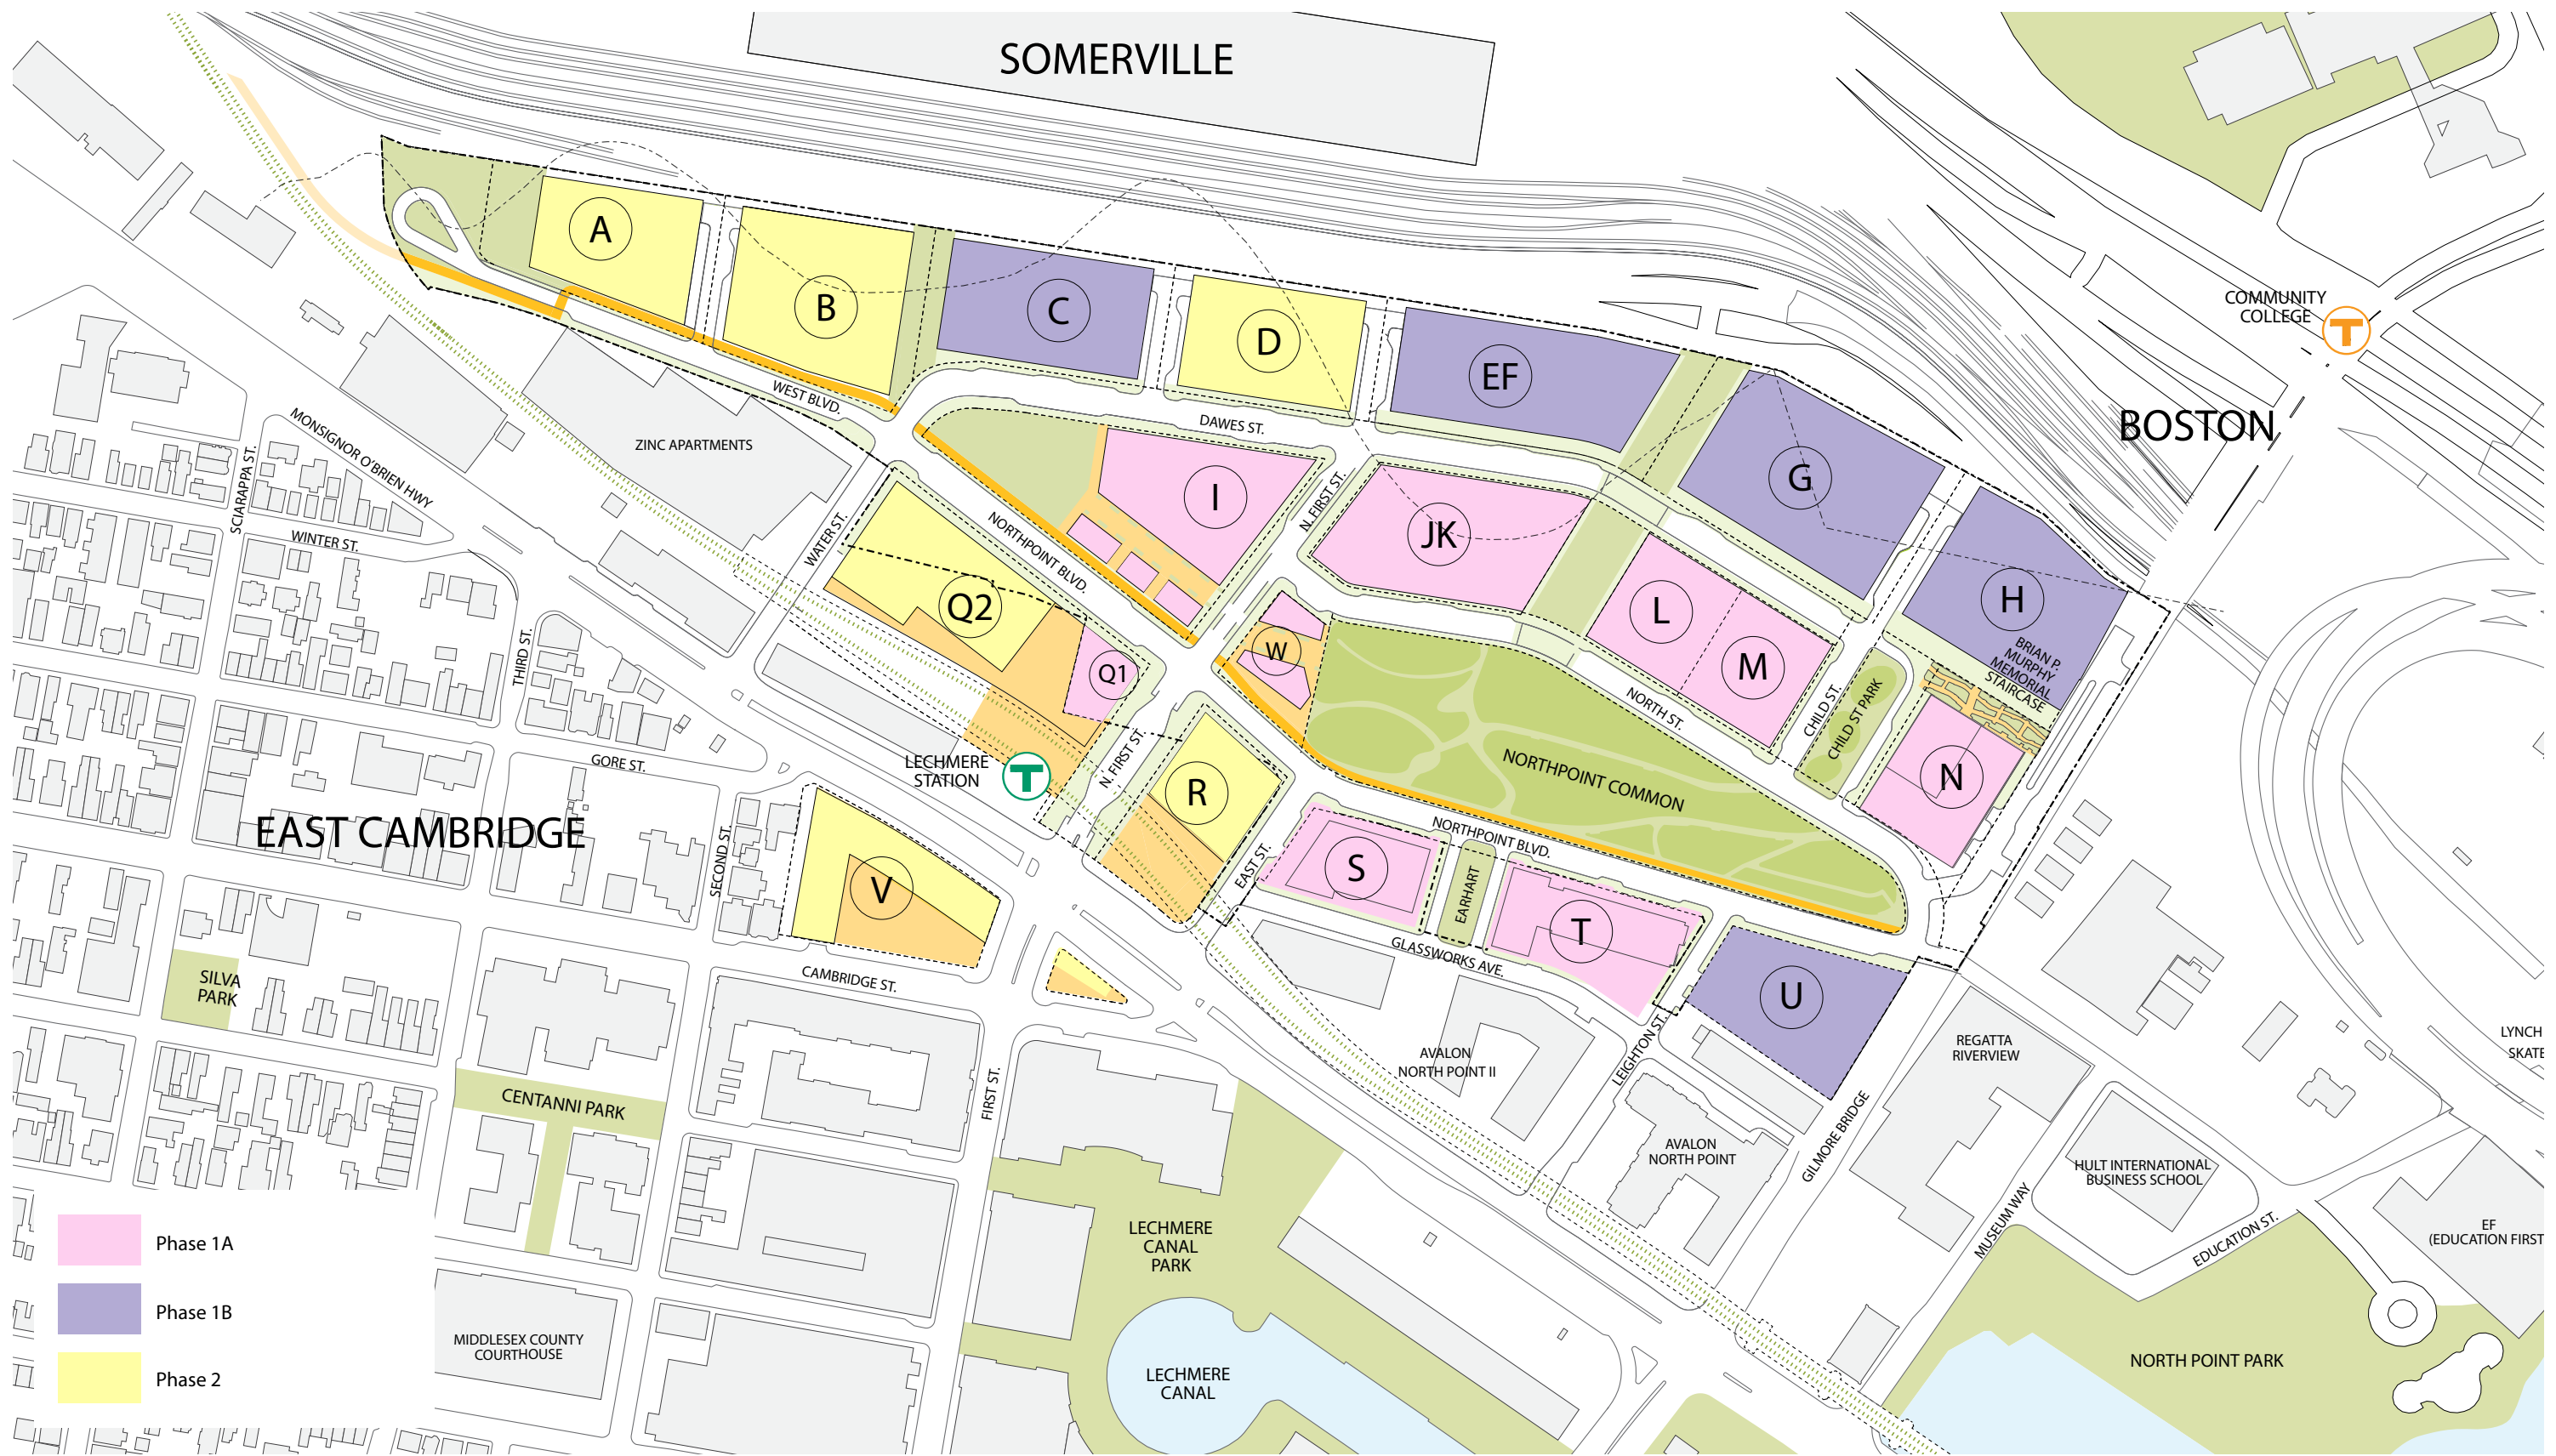 SOMERVILLE
A
B
C
D
EF
G
H
COMMUNITY
COLLEGE
T
BOSTON
WEST BLVD.
DAWES ST.
ZINC APARTMENTS
MONSIGNOR O'BRIEN HWY
SCIARAPPA ST.
WINTER ST.
THIRD ST.
WATER ST.
NORTHPOINT BLVD.
I
N. FIRST ST.
JK
L
M
BRIAN P.
MURPHY
MEMORIAL
STAIRCASE
Q2
Q1
W
NORTH ST.
CHILD ST.
CHILD ST PARK
N
NORTHPOINT COMMON
LECHMERE
STATION
T
N. FIRST ST.
R
GORE ST.
EAST CAMBRIDGE
SECOND ST.
V
EAST ST.
S
NORTHPOINT BLVD.
EARHART
T
GLASSWORKS AVE.
U
LEIGHTON ST.
SILVA
PARK
CAMBRIDGE ST.
FIRST ST.
CENTANNI PARK
AVALON
NORTH POINT II
AVALON
NORTH POINT
GILMORE BRIDGE
REGATTA
RIVERVIEW
LYNCH
SKATE
HULT INTERNATIONAL
BUSINESS SCHOOL
MUSEUM WAY
EDUCATION ST.
EF
(EDUCATION FIRST
LECHMERE
CANAL
PARK
LECHMERE
CANAL
MIDDLESEX COUNTY
COURTHOUSE
NORTH POINT PARK
Phase 1A
Phase 1B
Phase 2